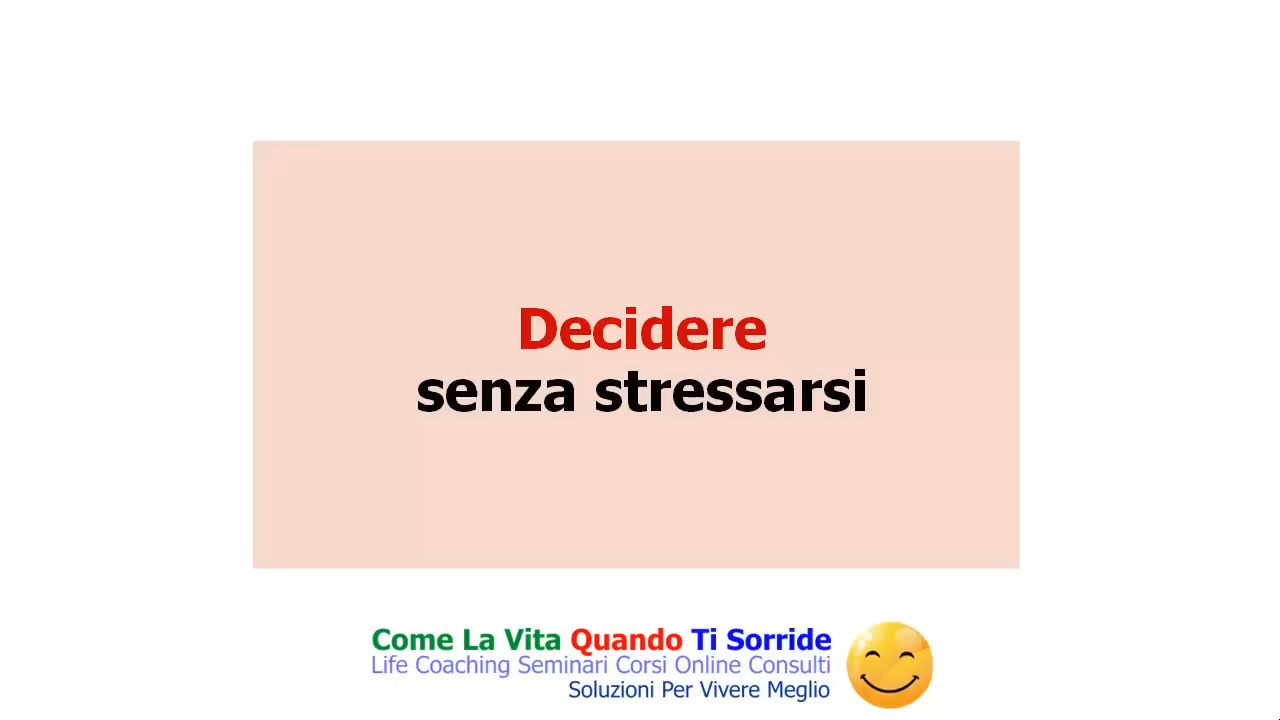 Decidere
senza stressarsi
Come La Vita Quando Ti Sorride
Life Coaching Seminari Corsi Online Consulti
Soluzioni Per Vivere Meglio